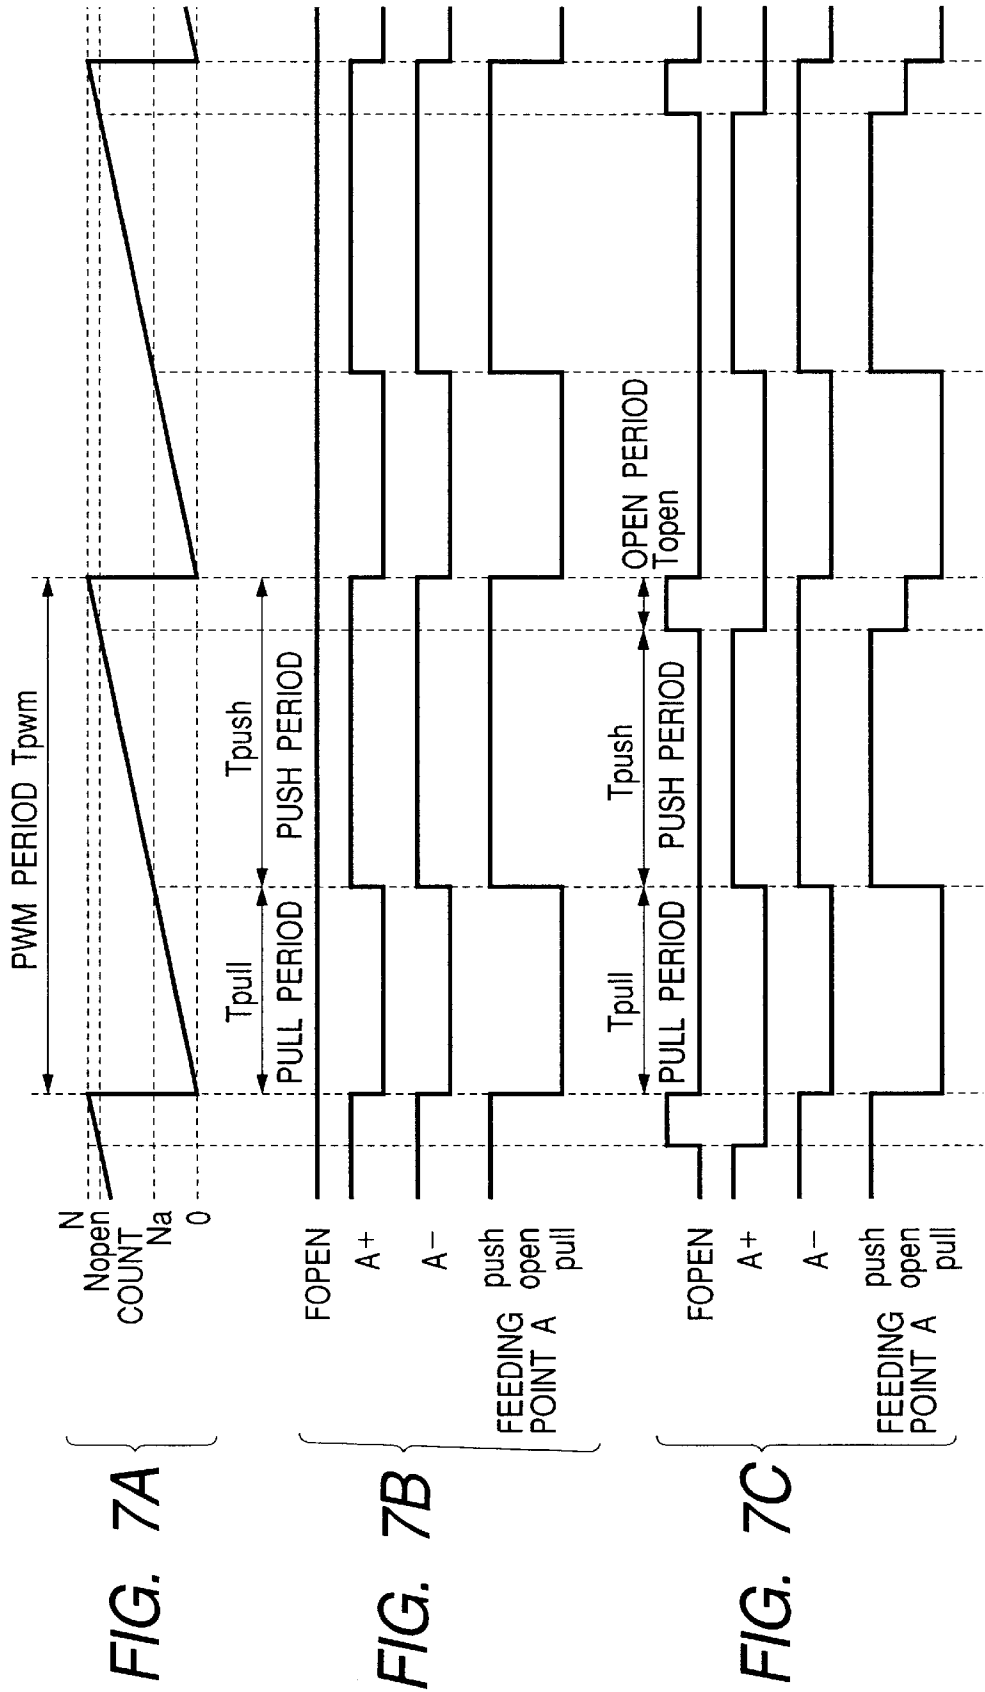 FIG. 7A
PWM PERIOD Tpwm
N
Nopen
COUNT
Na
0
FIG. 7B
Tpull
PULL PERIOD
Tpush
PUSH PERIOD
FOPEN
A+
A−
FEEDING
POINT A
push
open
pull
FIG. 7C
Tpull
PULL PERIOD
Tpush
PUSH PERIOD
OPEN PERIOD
Topen
FOPEN
A+
A−
FEEDING
POINT A
push
open
pull